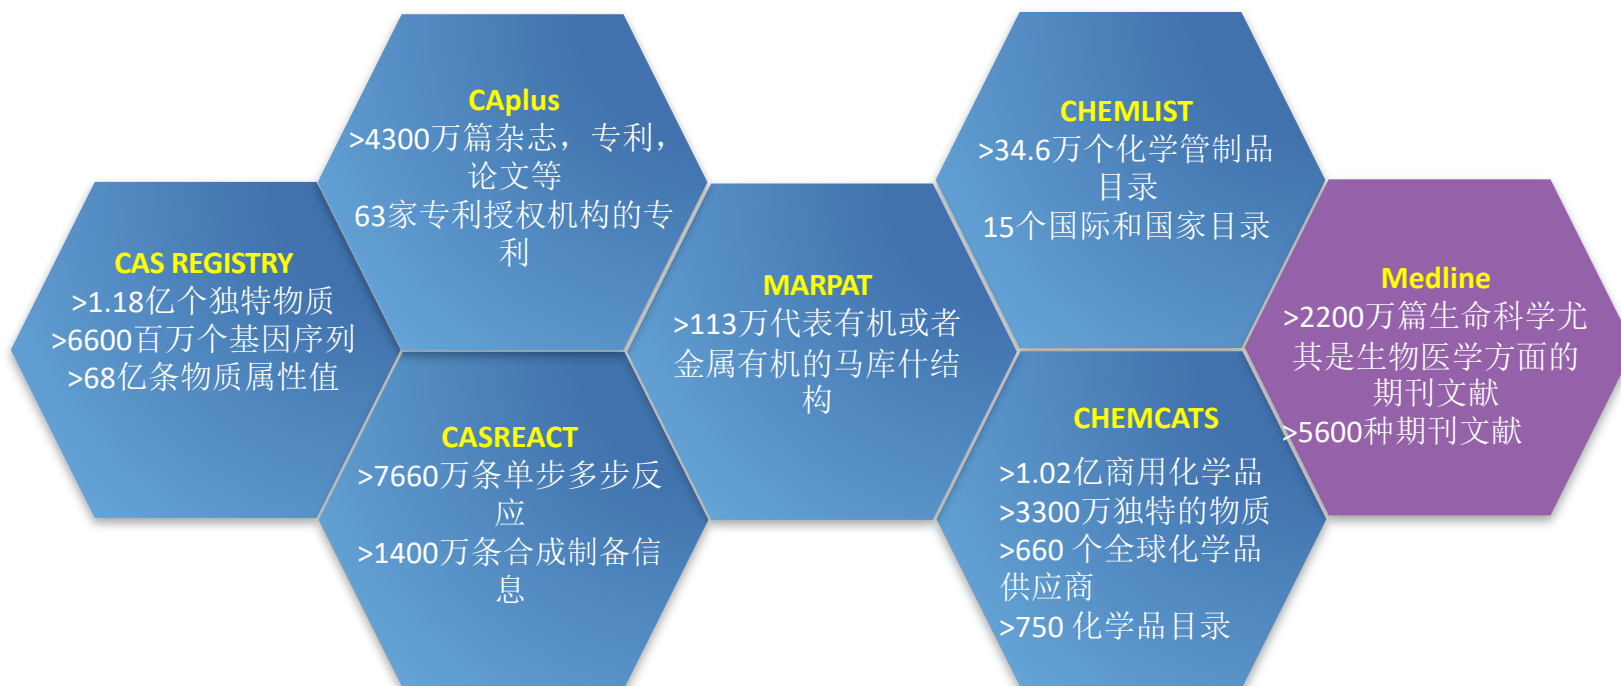 CAS REGISTRY
>1.18亿个独特物质
>6600百万个基因序列
>68亿条物质属性值
CAplus
>4300万篇杂志，专利，
论文等
63家专利授权机构的专
利
CASREACT
>7660万条单步多步反
应
>1400万条合成制备信
息
MARPAT
>113万代表有机或者
金属有机的马库什结
构
CHEMLIST
>34.6万个化学管制品
目录
15个国际和国家目录
CHEMCATS
>1.02亿商用化学品
>3300万独特的物质
>660 个全球化学品
供应商
>750 化学品目录
Medline
>2200万篇生命科学尤
其是生物医学方面的
期刊文献
>5600种期刊文献